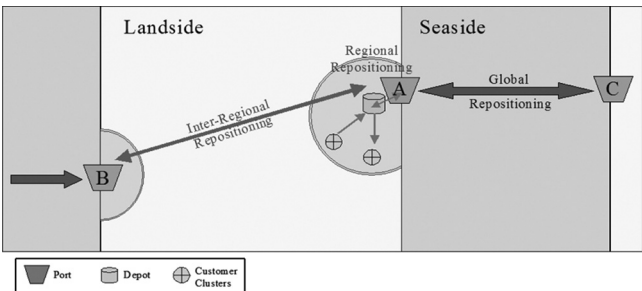 Landside
Seaside
Regional
Repositioning
A
Global
Repositioning
C
Inter-Regional
Repositioning
B
Port
Depot
Customer
Clusters